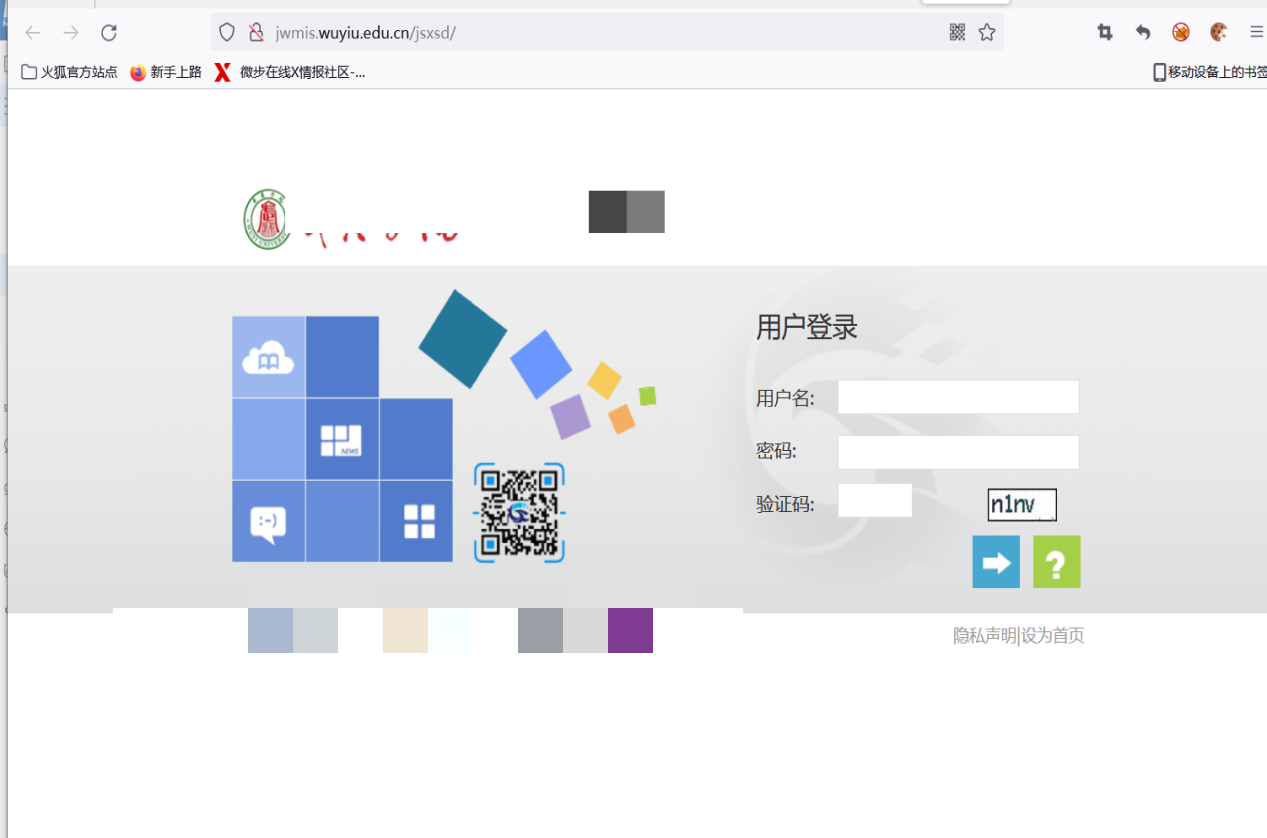 jwmis.wuyiu.edu.cn/jsxsd/
火狐官方站点
新手上路
微步在线X情报社区-...
移动设备上的书签
用户登录
用户名:
密码:
NEWS
验证码:
n1nv
:-)
?
隐私声明|设为首页